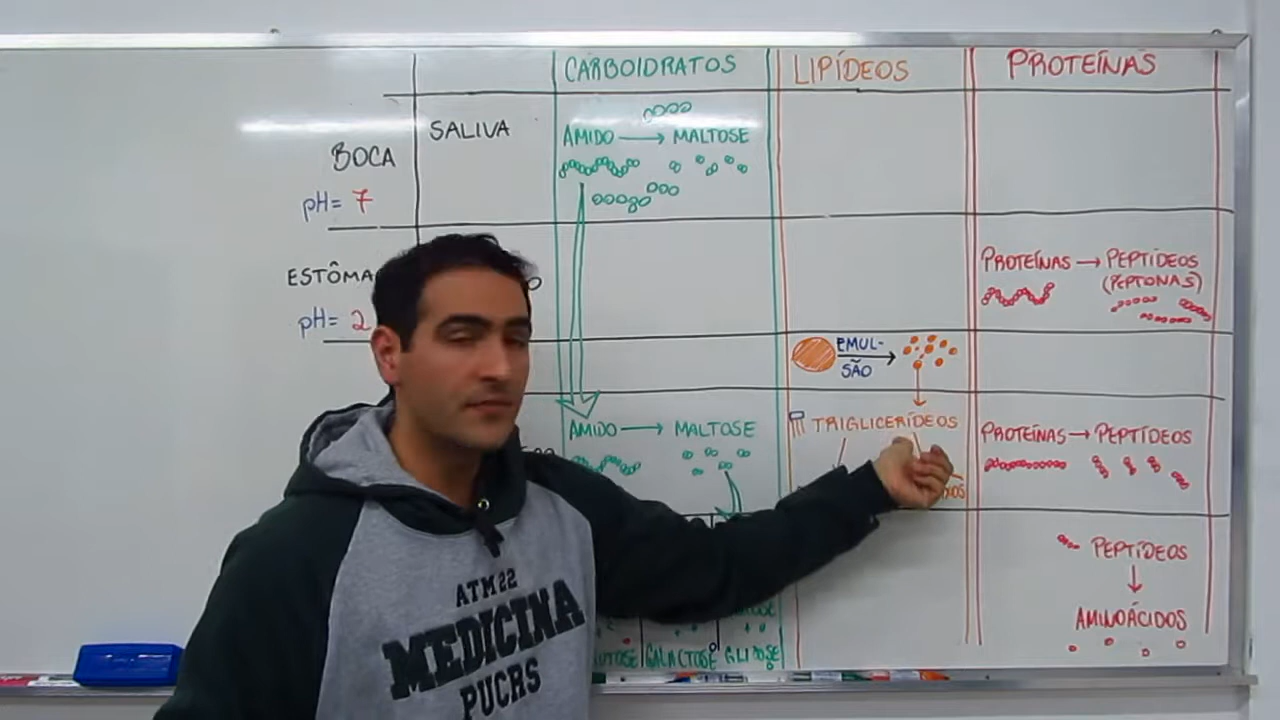 CARBOIDRATOS LIPÍDEOS PROTEÍNAS
BOCA SALIVA AMIDO → MALTOSE
pH= 7
PROTEÍNAS → PEPTÍDEOS
(PEPTONAS)
pH= 2
EMUL-
SÃO
AMIDO → MALTOSE TRIGLICERÍDEOS PROTEÍNAS → PEPTÍDEOS
PEPTÍDEOS
AMINOÁCIDOS
GALACTOSE
ATM 22
MEDICINA
PUCRS